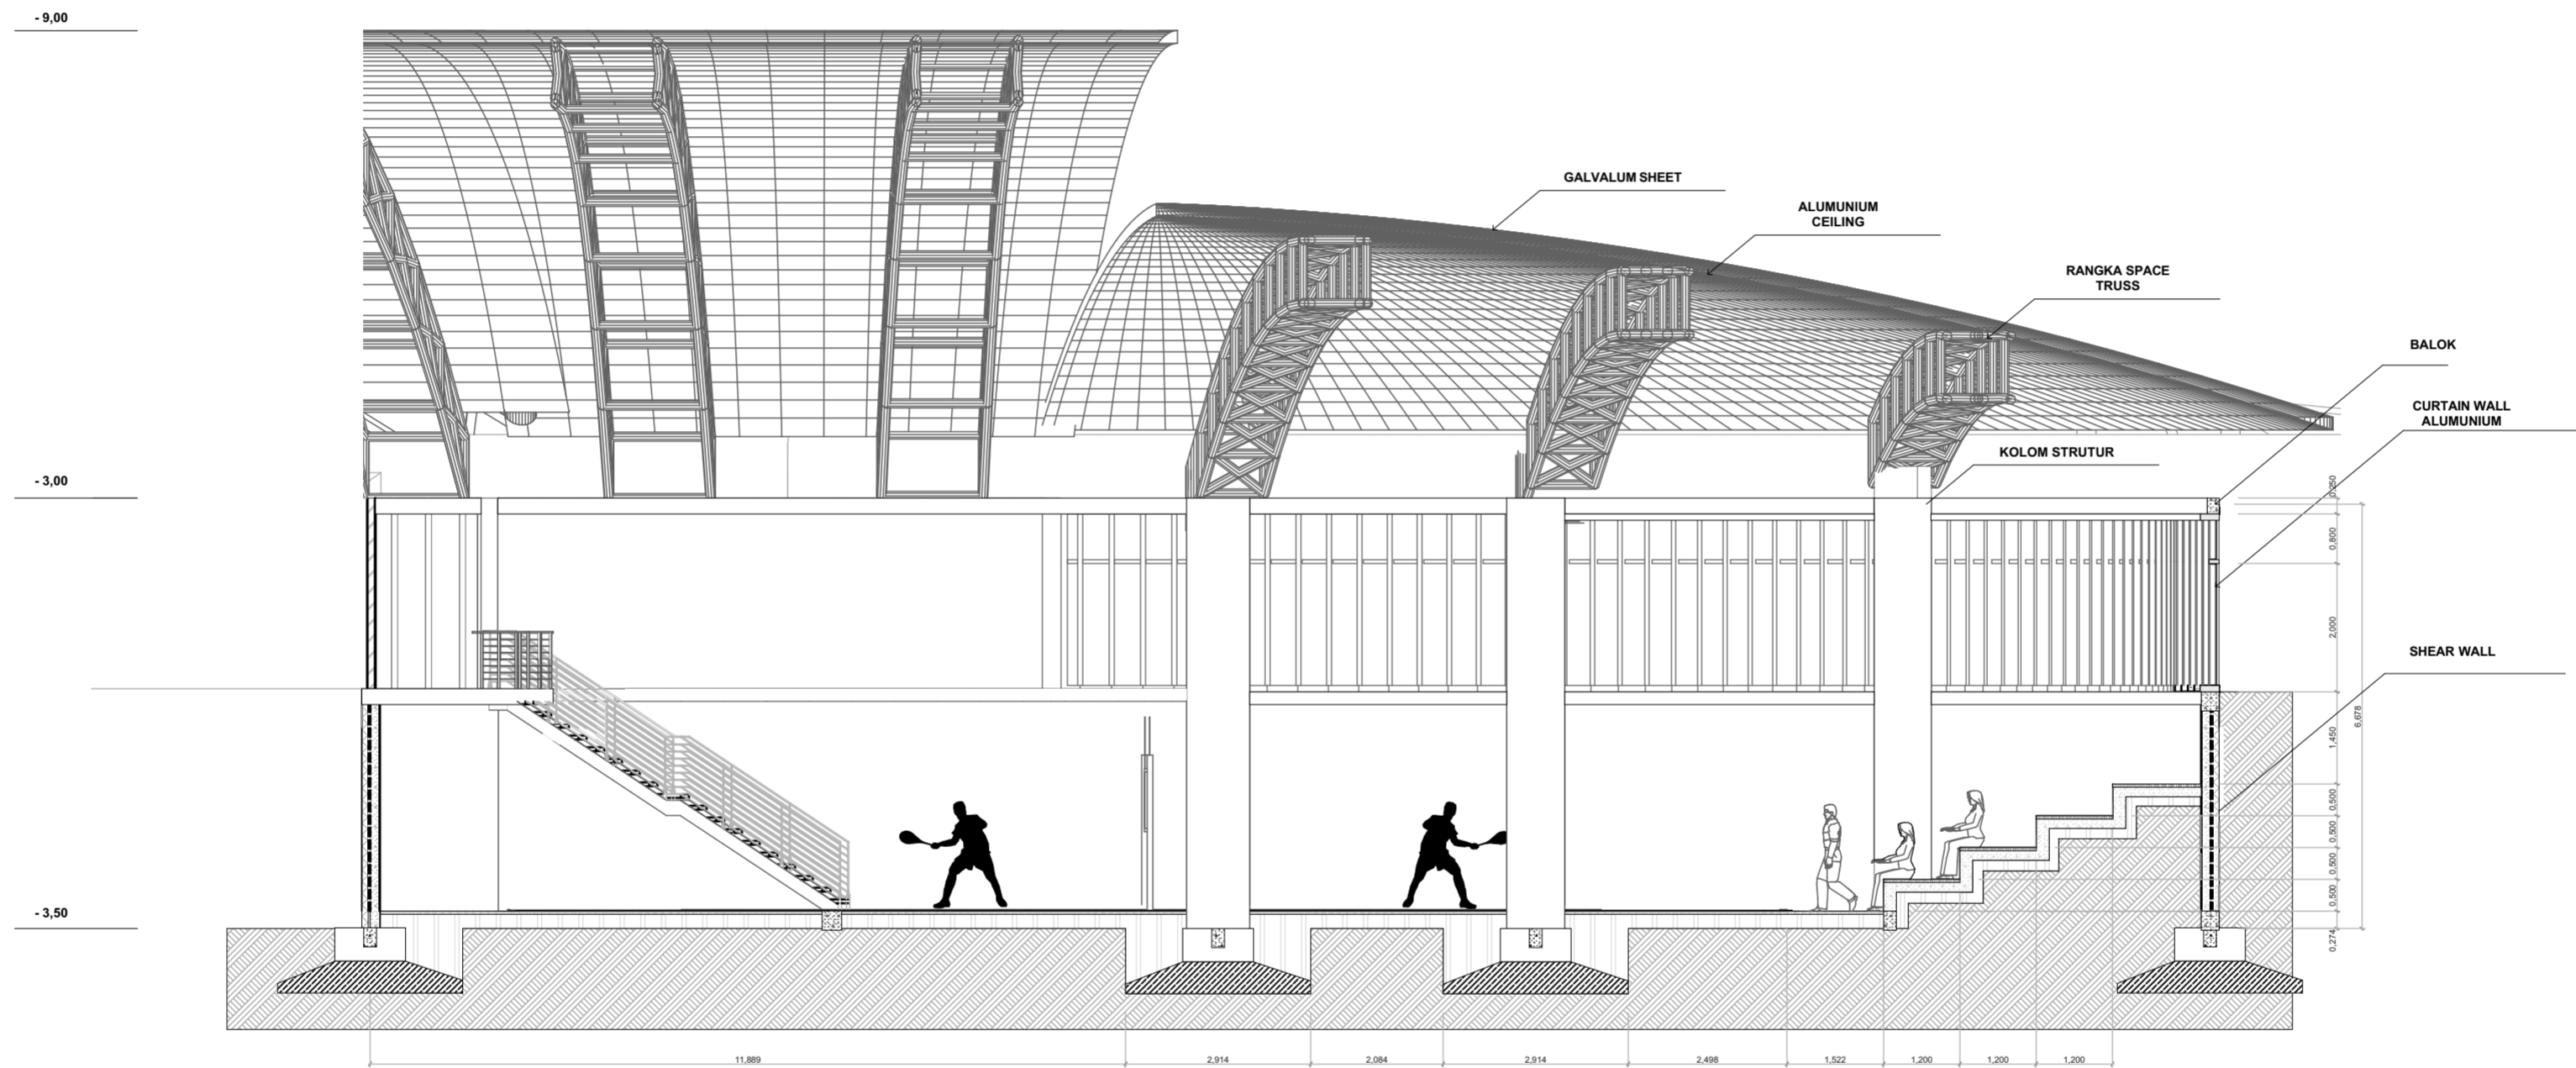 - 9,00
GALVALUM SHEET
ALUMUNIUM
CEILING
RANGKA SPACE
TRUSS
BALOK
CURTAIN WALL
ALUMUNIUM
KOLOM STRUTUR
- 3,00
0,250
0,800
2,000
SHEAR WALL
6,678
1,450
0,500
0,500
0,500
0,500
- 3,50
0,274
11,889
2,914
2,084
2,914
2,498
1,522
1,200
1,200
1,200